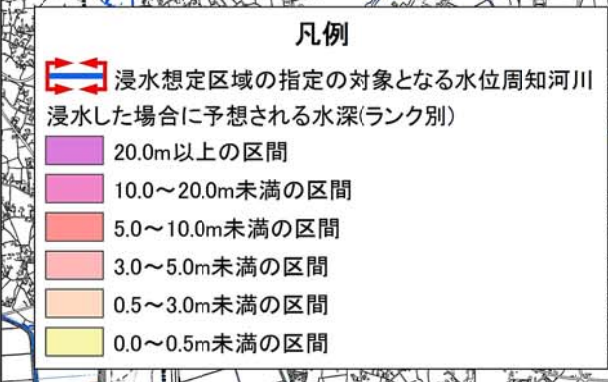 凡例
浸水想定区域の指定の対象となる水位周知河川
浸水した場合に予想される水深(ランク別)
20.0m以上の区間
10.0～20.0m未満の区間
5.0～10.0m未満の区間
3.0～5.0m未満の区間
0.5～3.0m未満の区間
0.0～0.5m未満の区間